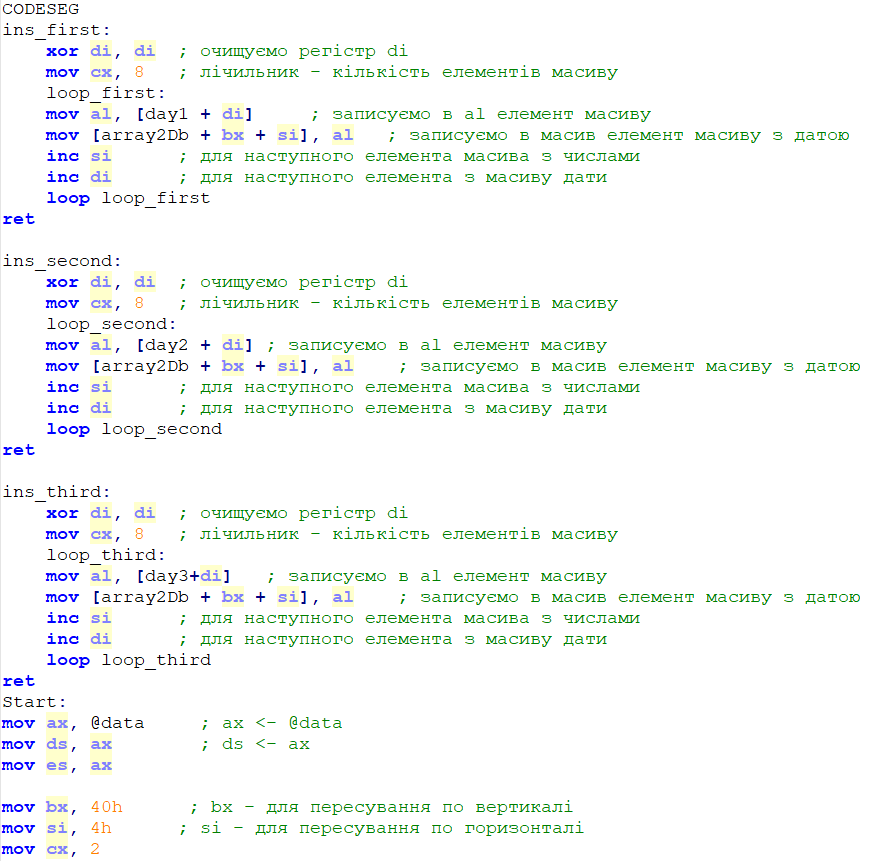 CODESEG
ins_first:
xor di, di ; очищуємо регістр di
mov cx, 8 ; лічильник – кількість елементів масиву
loop_first:
mov al, [day1 + di] ; записуємо в al елемент масиву
mov [array2Db + bx + si], al ; записуємо в масив елемент масиву з датою
inc si ; для наступного елемента масива з числами
inc di ; для наступного елемента з масиву дати
loop loop_first
ret
ins_second:
xor di, di ; очищуємо регістр di
mov cx, 8 ; лічильник – кількість елементів масиву
loop_second:
mov al, [day2 + di] ; записуємо в al елемент масиву
mov [array2Db + bx + si], al ; записуємо в масив елемент масиву з датою
inc si ; для наступного елемента масива з числами
inc di ; для наступного елемента з масиву дати
loop loop_second
ret
ins_third:
xor di, di ; очищуємо регістр di
mov cx, 8 ; лічильник – кількість елементів масиву
loop_third:
mov al, [day3+di] ; записуємо в al елемент масиву
mov [array2Db + bx + si], al ; записуємо в масив елемент масиву з датою
inc si ; для наступного елемента масива з числами
inc di ; для наступного елемента з масиву дати
loop loop_third
ret
Start:
mov ax, @data ; ax <- @data
mov ds, ax ; ds <- ax
mov es, ax
mov bx, 40h ; bx – для пересування по вертикалі
mov si, 4h ; si – для пересування по горизонталі
mov cx, 2